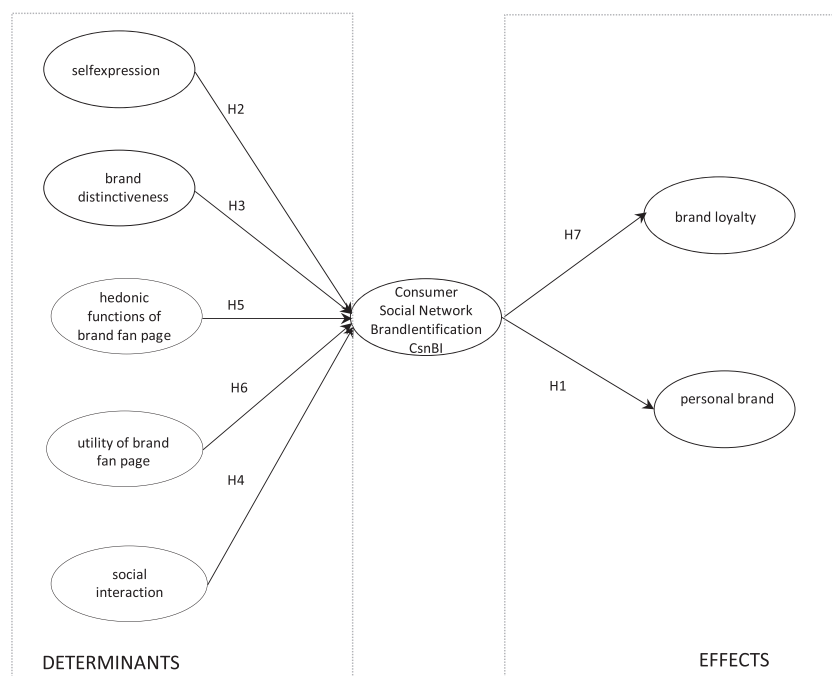 selfexpression
H2
brand
distinctiveness
H3
hedonic
functions of
brand fan page
H5
utility of brand
fan page
H6
H4
social
interaction
DETERMINANTS
Consumer
Social Network
BrandIentification
CsnBI
H7
brand loyalty
H1
personal brand
EFFECTS